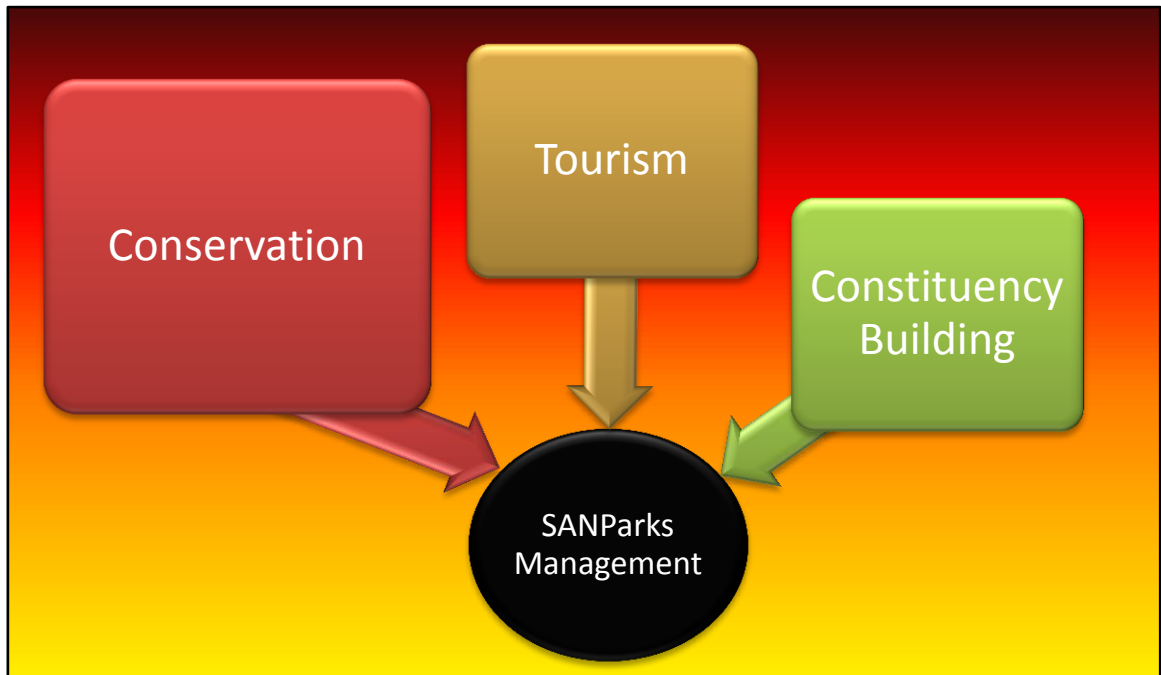 Conservation
Tourism
Constituency
Building
SANParks
Management